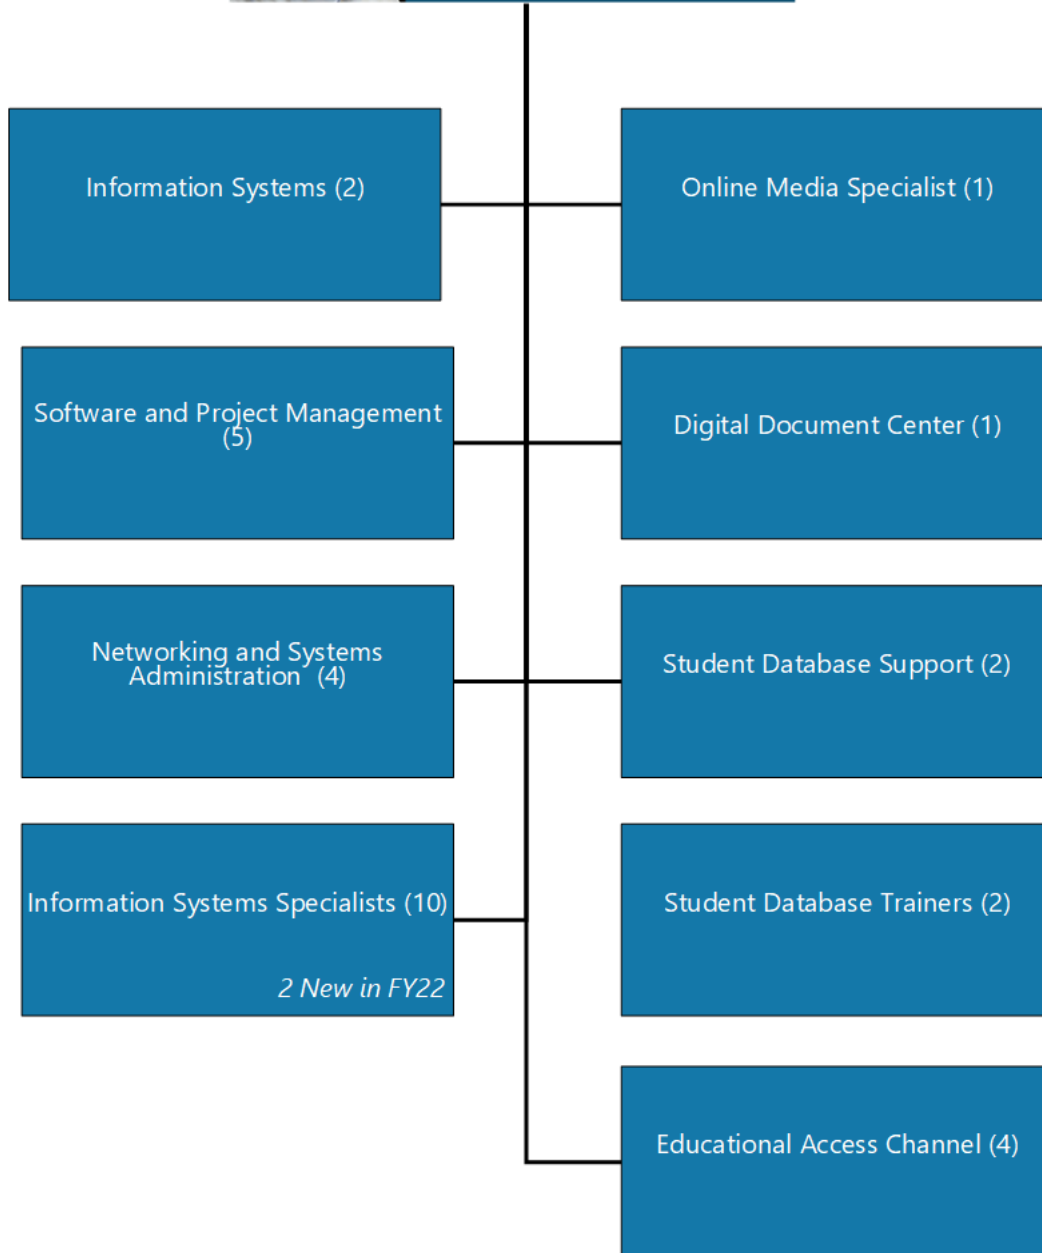 Information Systems (2)
Online Media Specialist (1)
Software and Project Management
(5)
Digital Document Center (1)
Networking and Systems
Administration  (4)
Student Database Support (2)
Information Systems Specialists (10)
2 New in FY22
Student Database Trainers (2)
Educational Access Channel (4)